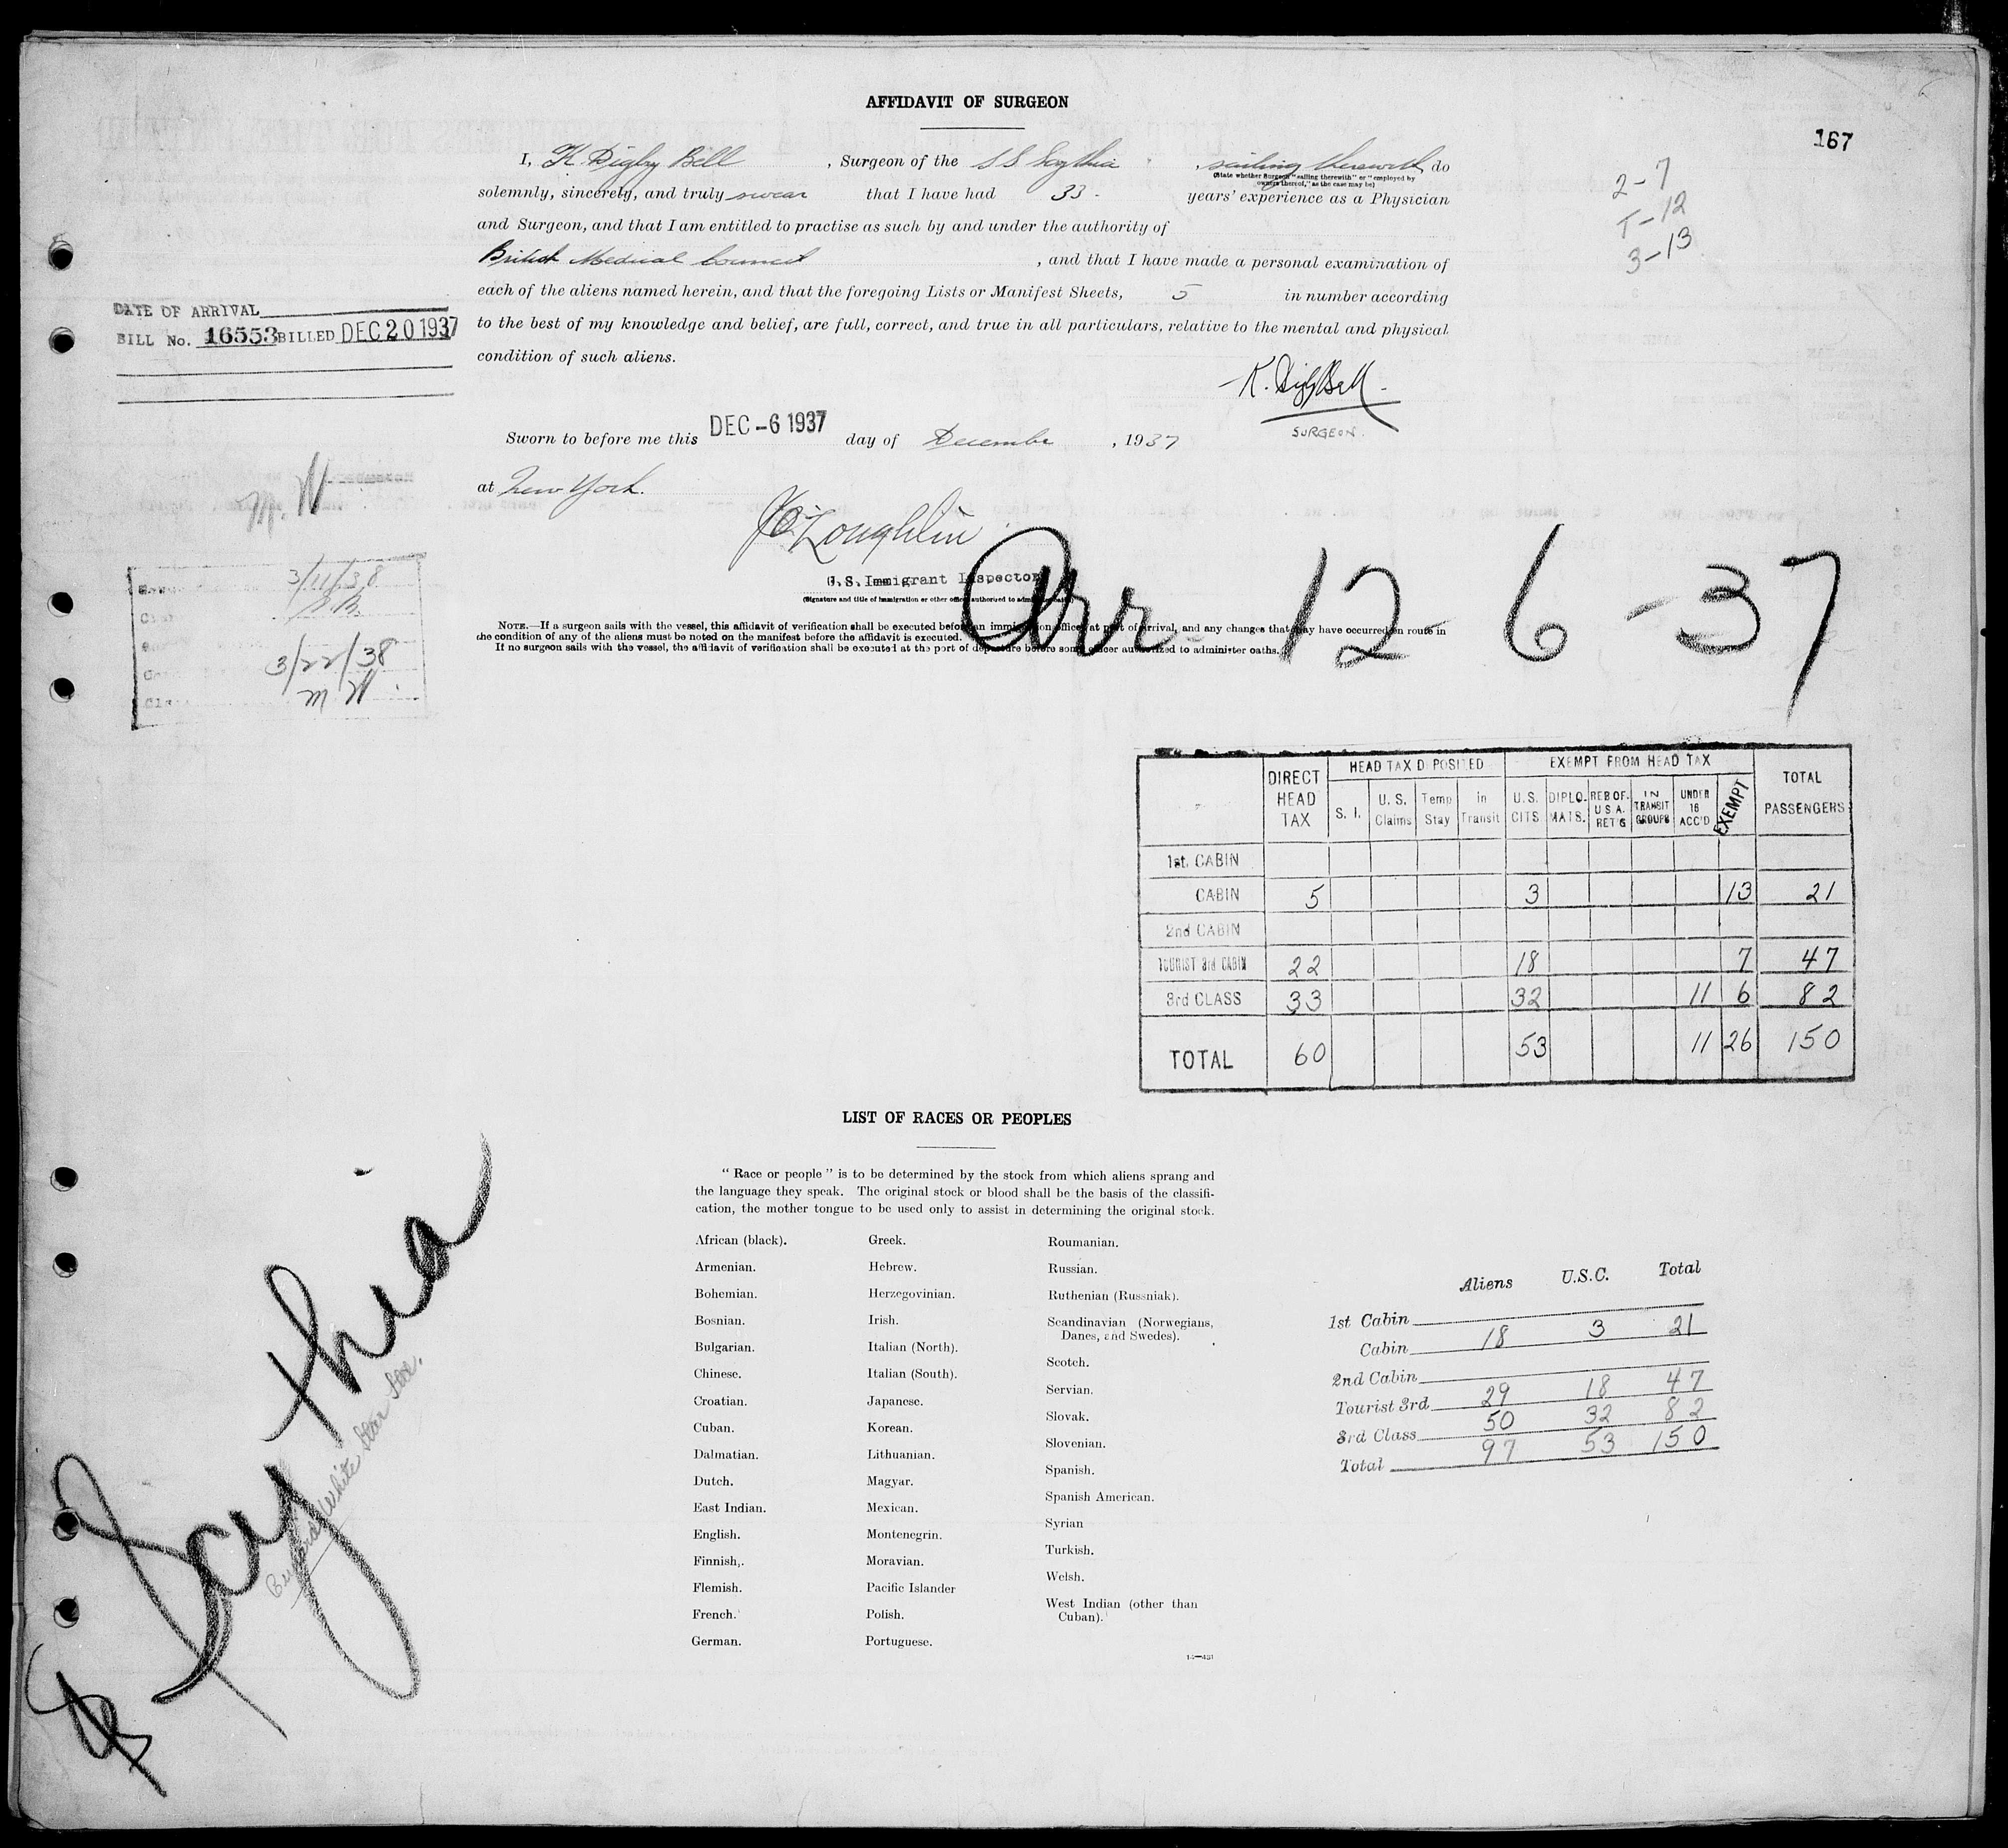 AFFIDAVIT OF SURGEON
167
I, K. Digby Bell, Surgeon of the S S Scythia, sailing therewith do
(State whether Surgeon "sailing therewith" or "employed by
owners thereof," as the case may be)
solemnly, sincerely, and truly swear that I have had 33 - years' experience as a Physician
and Surgeon, and that I am entitled to practise as such by and under the authority of
British Medical Council, and that I have made a personal examination of
each of the aliens named herein, and that the foregoing Lists or Manifest Sheets, 5 in number according
to the best of my knowledge and belief, are full, correct, and true in all particulars, relative to the mental and physical
condition of such aliens.
2-7
T-12
3-13
DATE OF ARRIVAL
BILL No. 16553 BILLED DEC 20 1937
K. Digby Bell
SURGEON.
Sworn to before me this DEC -6 1937 day of December, 1937
at New York.
M. W
Loughlin
U.S. Immigrant Inspector
(Signature and title of immigration or other officer authorized to administer oaths)
Arr 12-6-37
NOTE.—If a surgeon sails with the vessel, this affidavit of verification shall be executed before an immigration officer at port of arrival, and any changes that may have occurred en route in
the condition of any of the aliens must be noted on the manifest before the affidavit is executed.
If no surgeon sails with the vessel, the affidavit of verification shall be executed at the port of departure before some officer authorized to administer oaths.
3/11/38
3/22/38
M W
DIRECT HEAD TAX HEAD TAX D POSITED EXEMPT FROM HEAD TAX TOTAL PASSENGERS
S. I. U. S. Claims Temp Stay in Transit U.S. CITS DIPLO. MATS. REB OF. U.S.A. RET'G IN TRANSIT GROUPS UNDER 16 ACC'D EXEMPT
1st. CABIN
CABIN 5 3 13 21
2nd CABIN
TOURIST 3rd CABIN 22 18 7 47
3rd CLASS 33 32 11 6 82
TOTAL 60 53 11 26 150
LIST OF RACES OR PEOPLES
"Race or people" is to be determined by the stock from which aliens sprang and
the language they speak. The original stock or blood shall be the basis of the classifi-
cation, the mother tongue to be used only to assist in determining the original stock.
African (black).
Armenian.
Bohemian.
Bosnian.
Bulgarian.
Chinese.
Croatian.
Cuban.
Dalmatian.
Dutch.
East Indian.
English.
Finnish,.
Flemish.
French.
German.
Greek.
Hebrew.
Herzegovinian.
Irish.
Italian (North).
Italian (South).
Japanese.
Korean.
Lithuanian.
Magyar.
Mexican.
Montenegrin.
Moravian.
Pacific Islander
Polish.
Portuguese.
Roumanian.
Russian.
Ruthenian (Russniak).
Scandinavian (Norwegians,
Danes, and Swedes).
Scotch.
Servian.
Slovak.
Slovenian.
Spanish.
Spanish American.
Syrian
Turkish.
Welsh.
West Indian (other than
Cuban).
Aliens U.S.C. Total
1st Cabin
Cabin 18 3 21
2nd Cabin
Tourist 3rd 29 18 47
3rd Class 50 32 82
Total 97 53 150
Scythia
Cunard White Star Line.